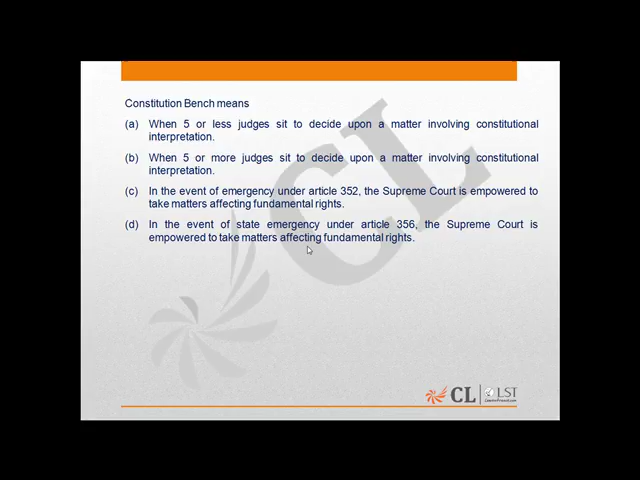 Constitution Bench means
(a) When 5 or less judges sit to decide upon a matter involving constitutional
interpretation.
(b) When 5 or more judges sit to decide upon a matter involving constitutional
interpretation.
(c) In the event of emergency under article 352, the Supreme Court is empowered to
take matters affecting fundamental rights.
(d) In the event of state emergency under article 356, the Supreme Court is
empowered to take matters affecting fundamental rights.
CL
CL | LST